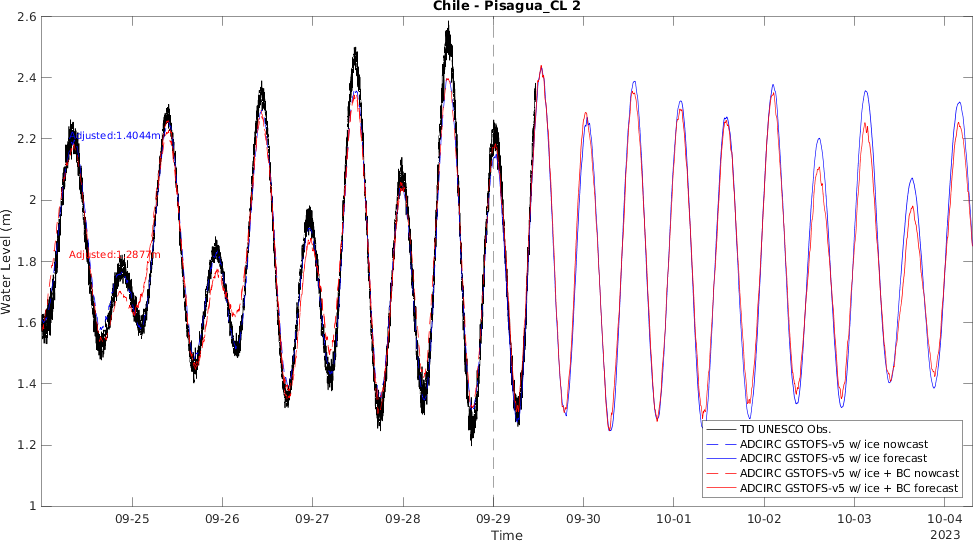 Chile - Pisagua_CL 2
2.6
2.4
2.2
2
1.8
1.6
1.4
1.2
1
Water Level (m)
Adjusted:1.4044m
Adjusted:1.2877m
TD UNESCO Obs.
ADCIRC GSTOFS-v5 w/ ice nowcast
ADCIRC GSTOFS-v5 w/ ice forecast
ADCIRC GSTOFS-v5 w/ ice + BC nowcast
ADCIRC GSTOFS-v5 w/ ice + BC forecast
09-25 09-26 09-27 09-28 09-29 09-30 10-01 10-02 10-03 10-04
2023
Time